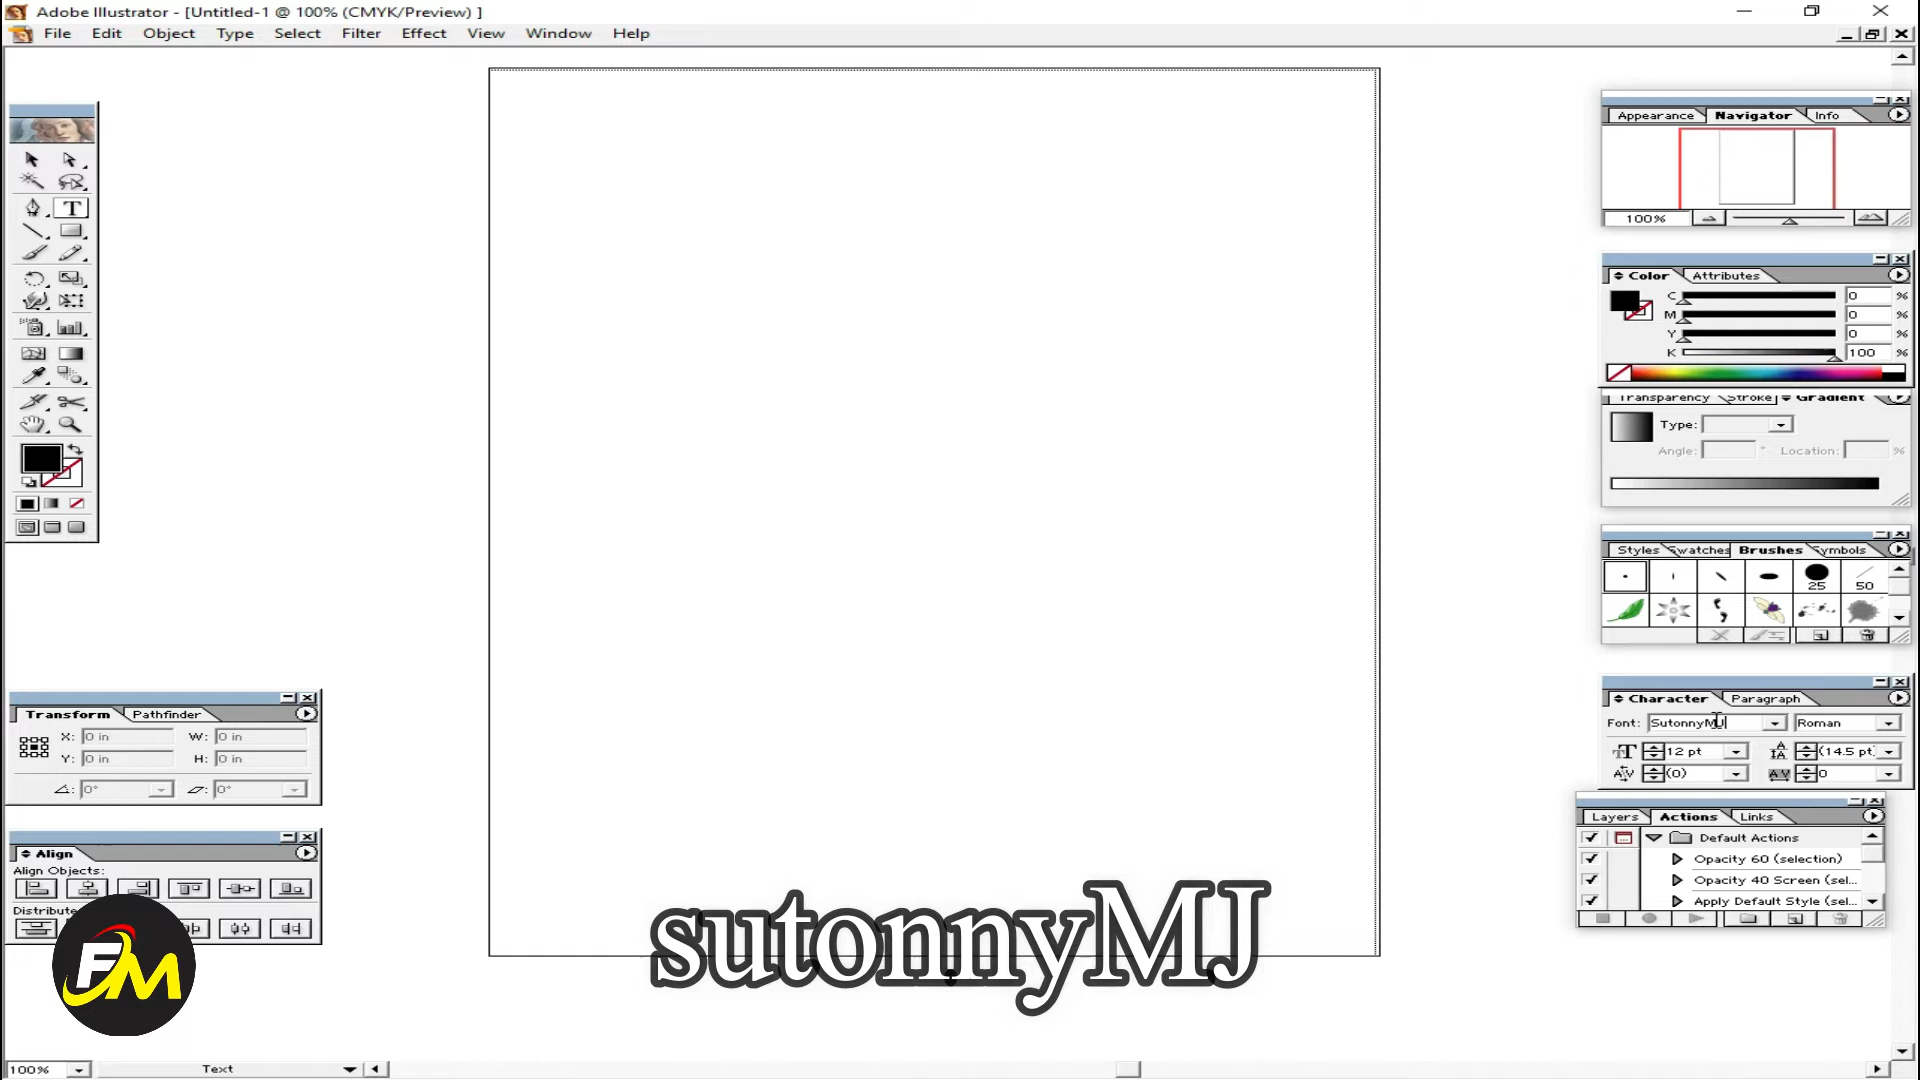 Adobe Illustrator - [Untitled-1 @ 100% (CMYK/Preview) ]
File Edit Object Type Select Filter Effect View Window Help
Appearance Navigator Info
100%
Color Attributes
C 0 %
M 0 %
Y 0 %
K 100 %
Transparency Stroke Gradient
Type:
Angle: ° Location: %
Styles Swatches Brushes Symbols
25 50
Character Paragraph
Font: SutonnyMJ Roman
12 pt (14.5 pt)
(0) 0
Layers Actions Links
Default Actions
Opacity 60 (selection)
Opacity 40 Screen (sel...
Apply Default Style (sel...
T
Transform Pathfinder
X: 0 in W: 0 in
Y: 0 in H: 0 in
0° 0°
Align
Align Objects:
Distribute
FM
sutonnyMJ
100% Text